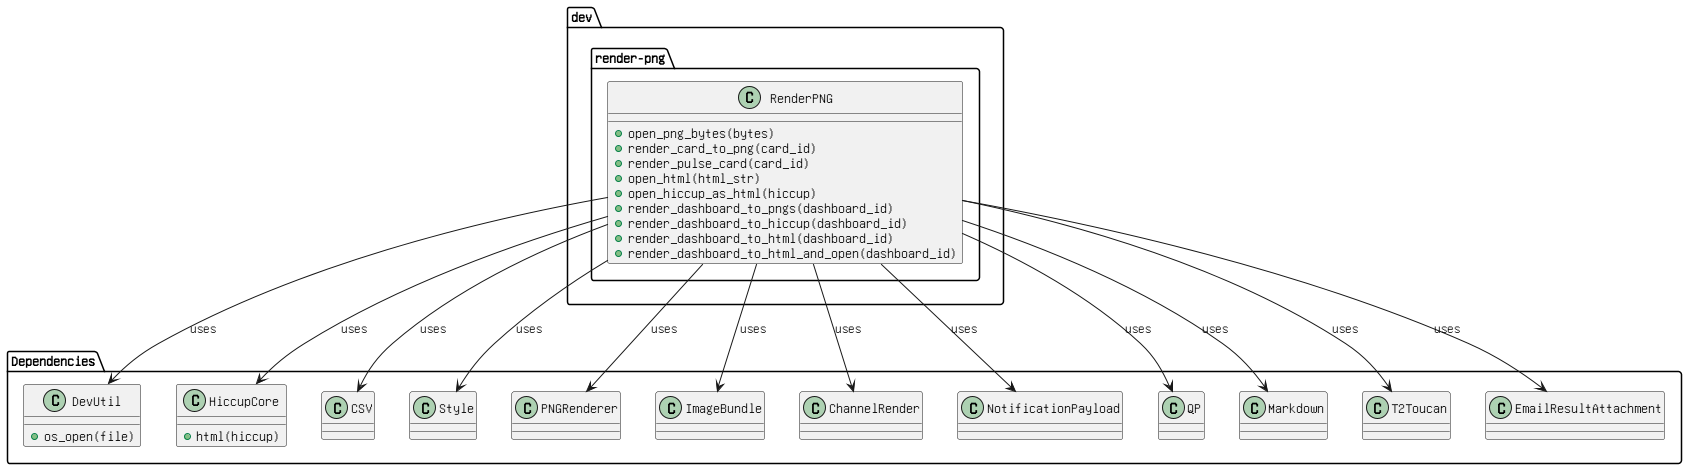 dev
render-png
C RenderPNG
open_png_bytes(bytes)
render_card_to_png(card_id)
render_pulse_card(card_id)
open_html(html_str)
open_hiccup_as_html(hiccup)
render_dashboard_to_pngs(dashboard_id)
render_dashboard_to_hiccup(dashboard_id)
render_dashboard_to_html(dashboard_id)
render_dashboard_to_html_and_open(dashboard_id)
uses uses uses uses uses uses uses uses uses uses uses uses
Dependencies
C DevUtil
os_open(file)
C HiccupCore
html(hiccup)
C CSV
C Style
C PNGRenderer
C ImageBundle
C ChannelRender
C NotificationPayload
C QP
C Markdown
C T2Toucan
C EmailResultAttachment